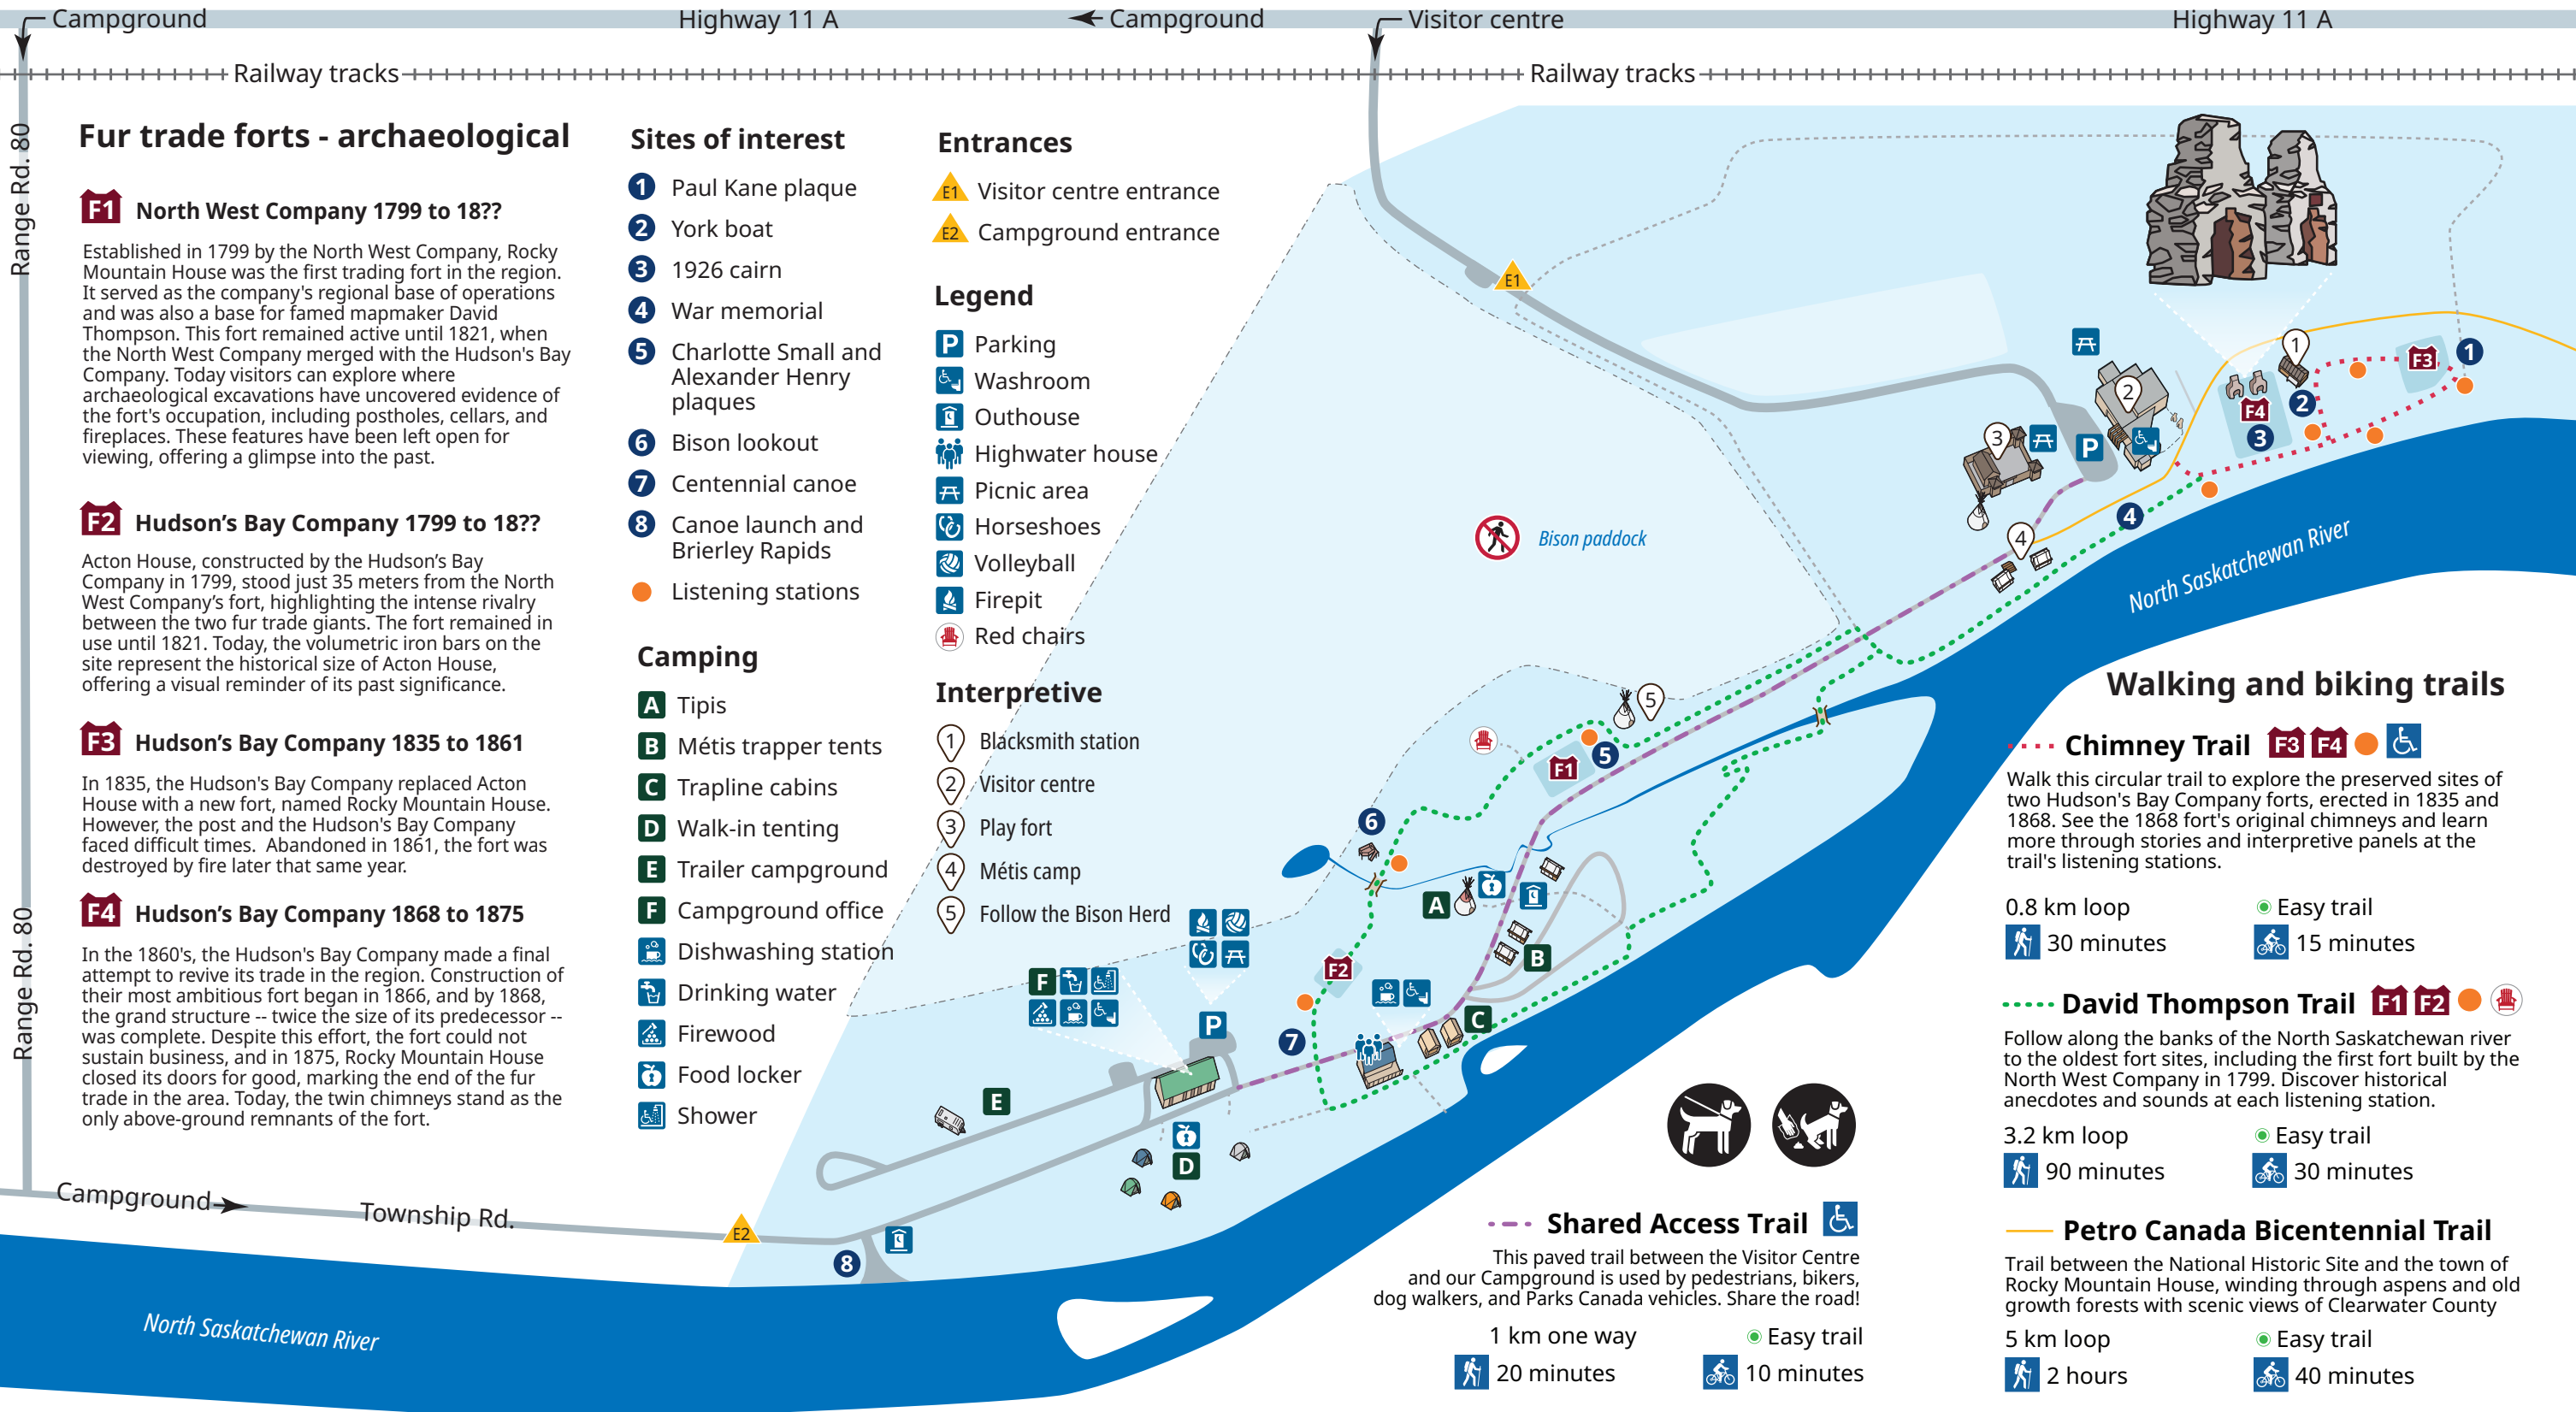 Campground
Highway 11 A
Campground
Visitor centre
Highway 11 A
Railway tracks
Railway tracks
Range Rd. 80
Range Rd. 80
Fur trade forts - archaeological
F1 North West Company 1799 to 18??
Established in 1799 by the North West Company, Rocky
Mountain House was the first trading fort in the region.
It served as the company's regional base of operations
and was also a base for famed mapmaker David
Thompson. This fort remained active until 1821, when
the North West Company merged with the Hudson's Bay
Company. Today visitors can explore where
archaeological excavations have uncovered evidence of
the fort's occupation, including postholes, cellars, and
fireplaces. These features have been left open for
viewing, offering a glimpse into the past.
F2 Hudson’s Bay Company 1799 to 18??
Acton House, constructed by the Hudson’s Bay
Company in 1799, stood just 35 meters from the North
West Company’s fort, highlighting the intense rivalry
between the two fur trade giants. The fort remained in
use until 1821. Today, the volumetric iron bars on the
site represent the historical size of Acton House,
offering a visual reminder of its past significance.
F3 Hudson’s Bay Company 1835 to 1861
In 1835, the Hudson's Bay Company replaced Acton
House with a new fort, named Rocky Mountain House.
However, the post and the Hudson's Bay Company
faced difficult times. Abandoned in 1861, the fort was
destroyed by fire later that same year.
F4 Hudson’s Bay Company 1868 to 1875
In the 1860's, the Hudson's Bay Company made a final
attempt to revive its trade in the region. Construction of
their most ambitious fort began in 1866, and by 1868,
the grand structure -- twice the size of its predecessor --
was complete. Despite this effort, the fort could not
sustain business, and in 1875, Rocky Mountain House
closed its doors for good, marking the end of the fur
trade in the area. Today, the twin chimneys stand as the
only above-ground remnants of the fort.
Sites of interest
1 Paul Kane plaque
2 York boat
3 1926 cairn
4 War memorial
5 Charlotte Small and
Alexander Henry
plaques
6 Bison lookout
7 Centennial canoe
8 Canoe launch and
Brierley Rapids
Listening stations
Camping
A Tipis
B Métis trapper tents
C Trapline cabins
D Walk-in tenting
E Trailer campground
F Campground office
Dishwashing station
Drinking water
Firewood
Food locker
Shower
Entrances
E1 Visitor centre entrance
E2 Campground entrance
Legend
P Parking
Washroom
Outhouse
Highwater house
Picnic area
Horseshoes
Volleyball
Firepit
Red chairs
Interpretive
1 Blacksmith station
2 Visitor centre
3 Play fort
4 Métis camp
5 Follow the Bison Herd
E1
1
F3
1
2
F4
2
3
3
P
4
4
Bison paddock
North Saskatchewan River
5
F1
5
6
A
B
F2
F
P
7
C
E
D
E2
8
Campground
Township Rd.
North Saskatchewan River
Walking and biking trails
Chimney Trail F3 F4
Walk this circular trail to explore the preserved sites of
two Hudson's Bay Company forts, erected in 1835 and
1868. See the 1868 fort's original chimneys and learn
more through stories and interpretive panels at the
trail's listening stations.
0.8 km loop
Easy trail
30 minutes
15 minutes
David Thompson Trail F1 F2
Follow along the banks of the North Saskatchewan river
to the oldest fort sites, including the first fort built by the
North West Company in 1799. Discover historical
anecdotes and sounds at each listening station.
3.2 km loop
Easy trail
90 minutes
30 minutes
Petro Canada Bicentennial Trail
Trail between the National Historic Site and the town of
Rocky Mountain House, winding through aspens and old
growth forests with scenic views of Clearwater County
5 km loop
Easy trail
2 hours
40 minutes
Shared Access Trail
This paved trail between the Visitor Centre
and our Campground is used by pedestrians, bikers,
dog walkers, and Parks Canada vehicles. Share the road!
1 km one way
Easy trail
20 minutes
10 minutes